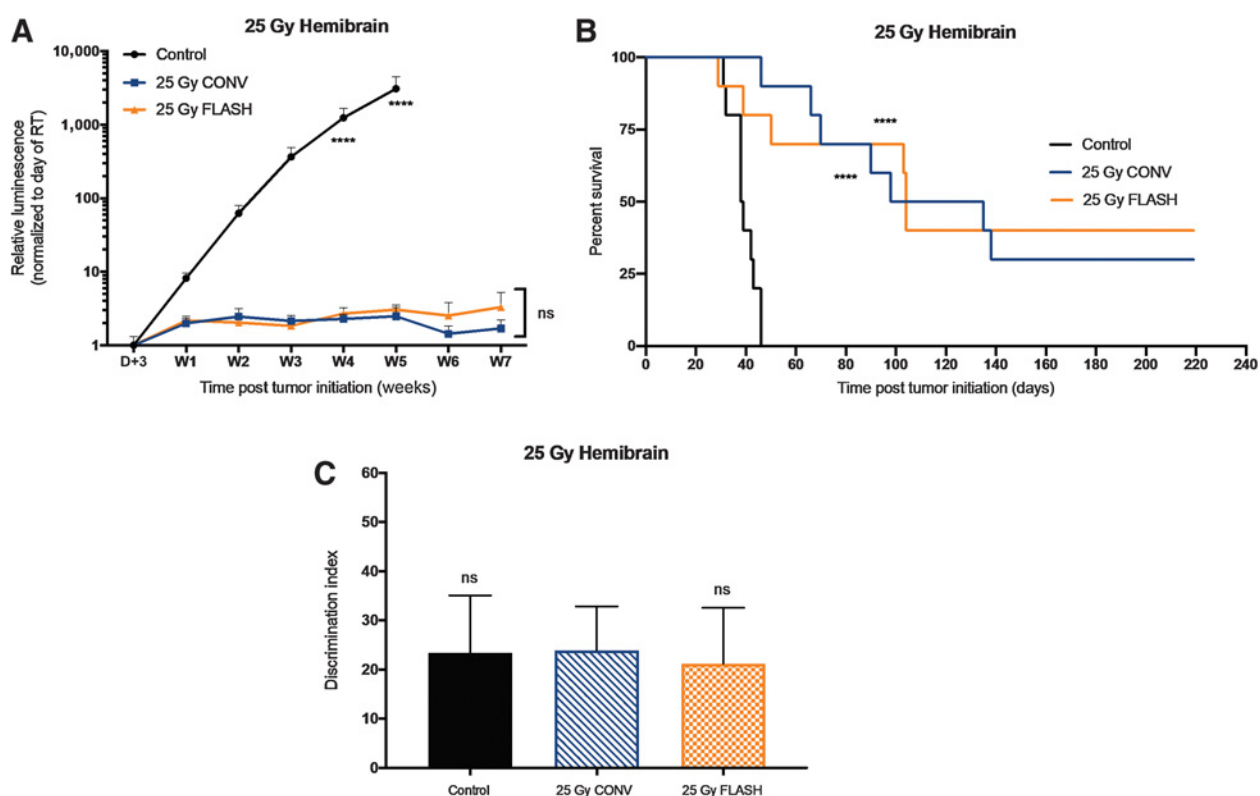 A
25 Gy Hemibrain
Control
25 Gy CONV
25 Gy FLASH
10,000
1,000
100
10
1
Relative luminescence
(normalized to day of RT)
****
****
ns
D+3 W1 W2 W3 W4 W5 W6 W7
Time post tumor initiation (weeks)
B
25 Gy Hemibrain
100
75
50
25
0
Percent survival
****
****
Control
25 Gy CONV
25 Gy FLASH
0 20 40 60 80 100 120 140 160 180 200 220 240
Time post tumor initiation (days)
C
25 Gy Hemibrain
60
50
40
30
20
10
0
Discrimination index
ns
ns
Control 25 Gy CONV 25 Gy FLASH